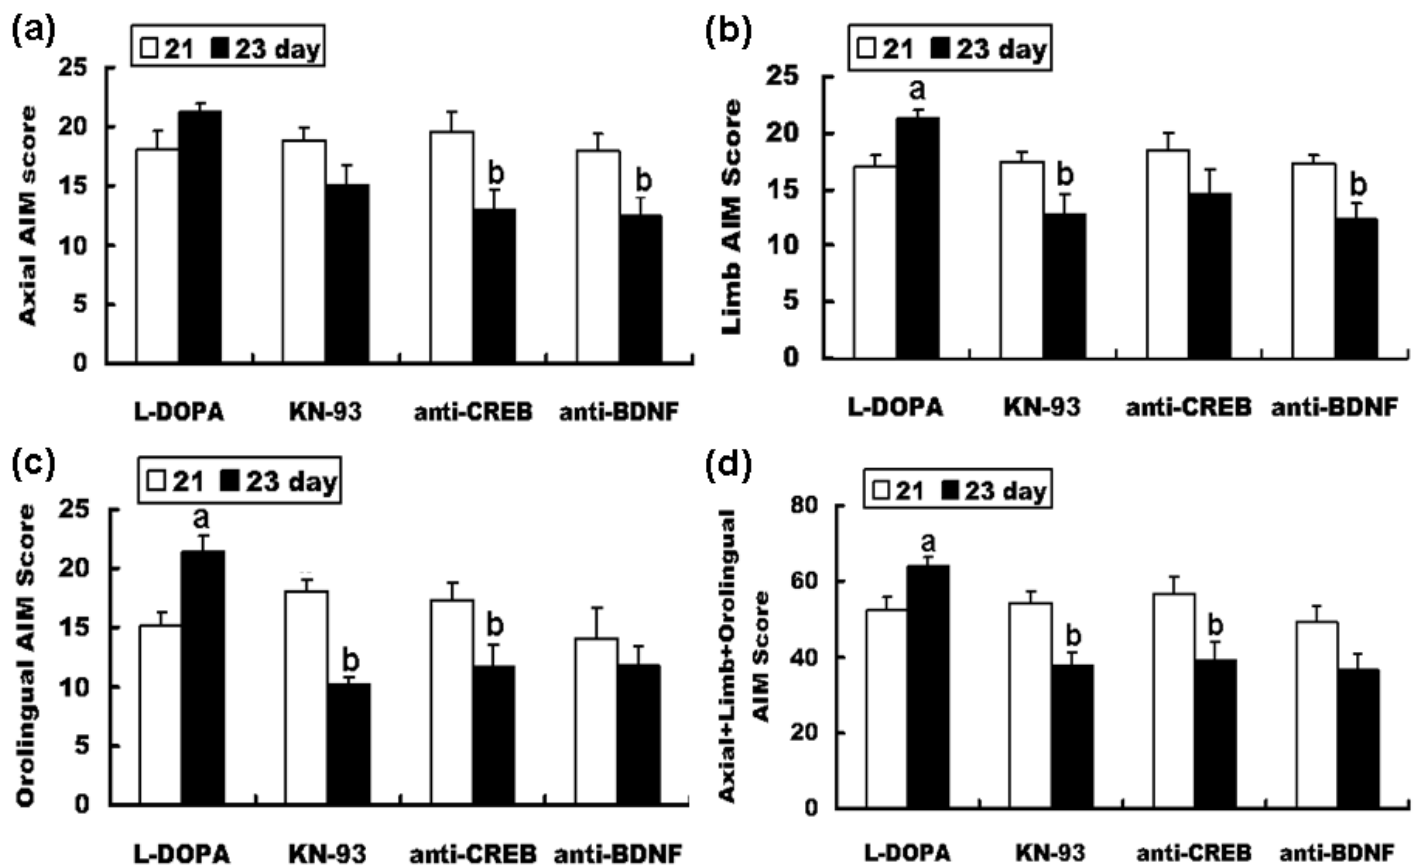 (a)
21 23 day
Axial AIM score
25
20
15
10
5
0
b
b
L-DOPA KN-93 anti-CREB anti-BDNF
(b)
21 23 day
Limb AIM Score
25
20
15
10
5
0
a
b
b
L-DOPA KN-93 anti-CREB anti-BDNF
(c)
21 23 day
Orolingual AIM Score
25
20
15
10
5
0
a
b
b
L-DOPA KN-93 anti-CREB anti-BDNF
(d)
21 23 day
Axial+Limb+Orolingual
AIM Score
80
60
40
20
0
a
b
b
L-DOPA KN-93 anti-CREB anti-BDNF